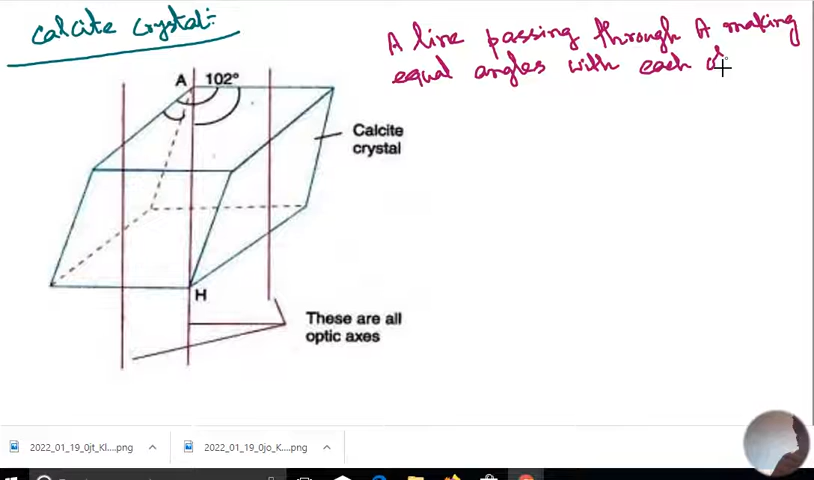 Calcite Crystal:-
A line passing through A making
equal angles with each
A 102°
Calcite
crystal
H
These are all
optic axes
2022_01_19_0jt_Kl....png
2022_01_19_0jo_K....png